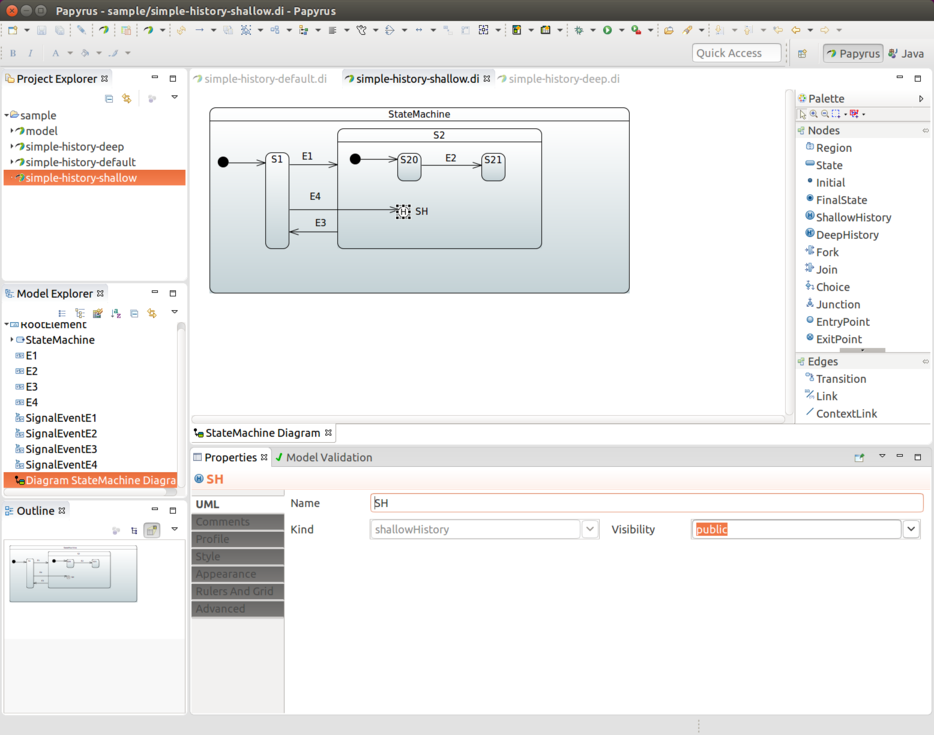 Papyrus - sample/simple-history-shallow.di - Papyrus
B I A
Quick Access Papyrus Java
Project Explorer
sample
model
simple-history-deep
simple-history-default
simple-history-shallow
simple-history-default.di simple-history-shallow.di simple-history-deep.di
StateMachine
S2
S1 E1 S20 E2 S21
E4
H SH
E3
Palette
Nodes
Region
State
Initial
FinalState
ShallowHistory
DeepHistory
Fork
Join
Choice
Junction
EntryPoint
ExitPoint
Edges
Transition
Link
ContextLink
Model Explorer
RootElement
StateMachine
E1
E2
E3
E4
SignalEventE1
SignalEventE2
SignalEventE3
SignalEventE4
Diagram StateMachine Diagra
StateMachine Diagram
Outline
Properties Model Validation
SH
UML
Comments
Profile
Style
Appearance
Rulers And Grid
Advanced
Name SH
Kind shallowHistory Visibility public